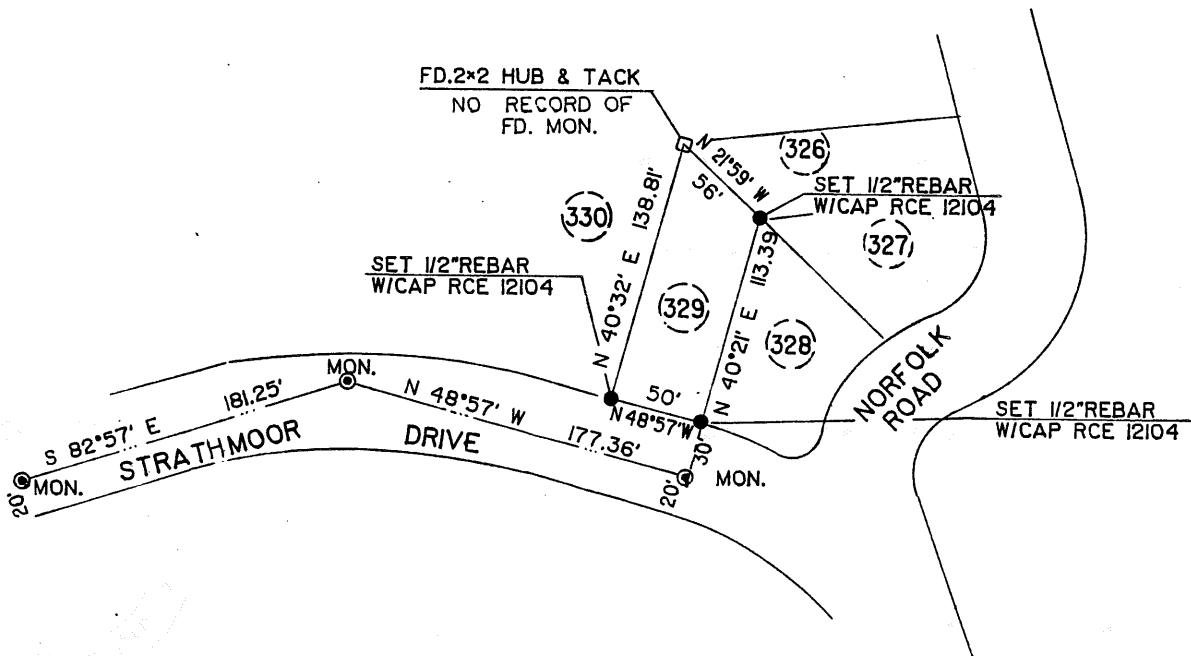 FD.2×2 HUB & TACK
NO RECORD OF
FD. MON.
N 21°59' W
56'
326
SET 1/2"REBAR
W/CAP RCE 12104
330
N 40°32' E 138.81'
327
SET 1/2"REBAR
W/CAP RCE 12104
329
N 40°21' E 113.39
328
NORFOLK
ROAD
MON.
181.25'
S 82°57' E
N 48°57' W
177.36'
50'
N 48°57'W
SET 1/2"REBAR
W/CAP RCE 12104
STRATHMOOR DRIVE
30'
20'
MON.
MON.
20'